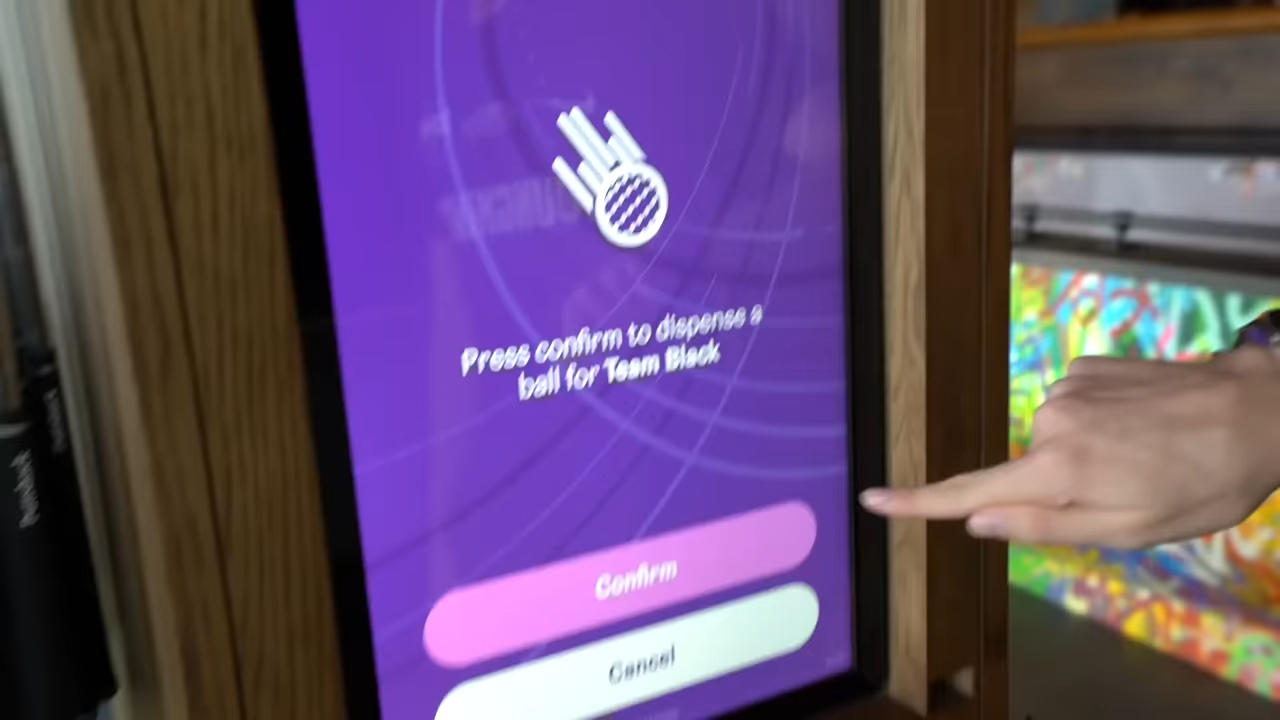 Press confirm to dispense a
ball for Team Black
Confirm
Cancel